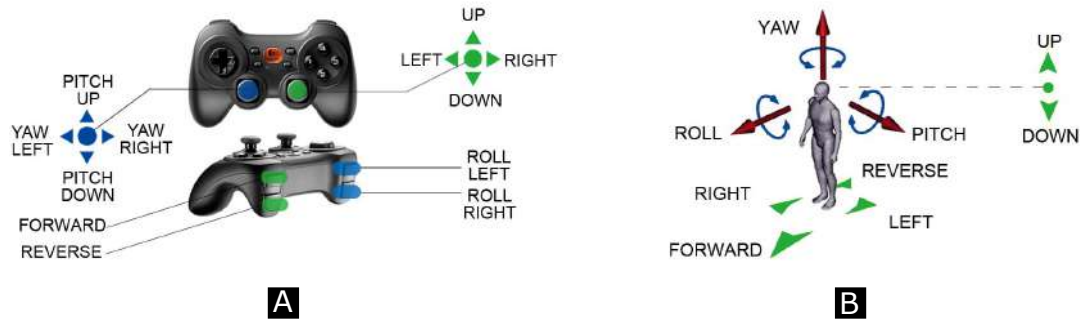 UP
LEFT
RIGHT
DOWN
PITCH
UP
YAW
LEFT
YAW
RIGHT
PITCH
DOWN
ROLL
LEFT
ROLL
RIGHT
FORWARD
REVERSE
A
YAW
UP
DOWN
ROLL
PITCH
REVERSE
RIGHT
LEFT
FORWARD
B